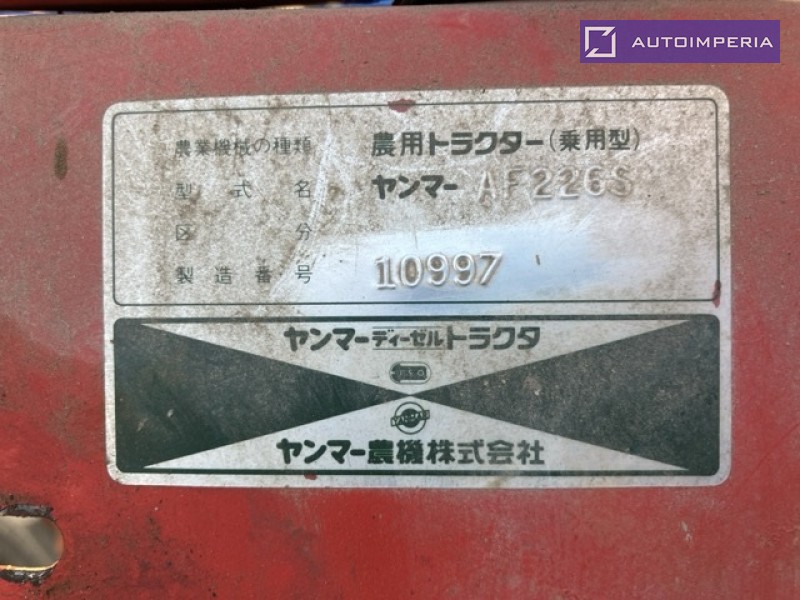 AUTOIMPERIA
農業機械の種類 農用トラクター(乗用型)
型式名 ヤンマー AF226S
区分
製造番号 10997
ヤンマーディーゼルトラクタ
YANMAR
ヤンマー農機株式会社